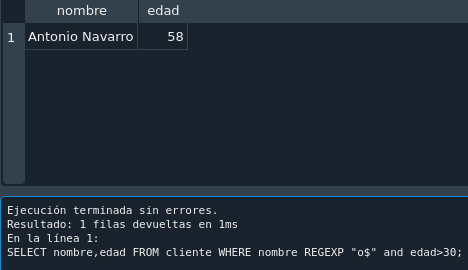 nombre edad
1 Antonio Navarro 58
Ejecución terminada sin errores.
Resultado: 1 filas devueltas en 1ms
En la línea 1:
SELECT nombre,edad FROM cliente WHERE nombre REGEXP "o$" and edad>30;